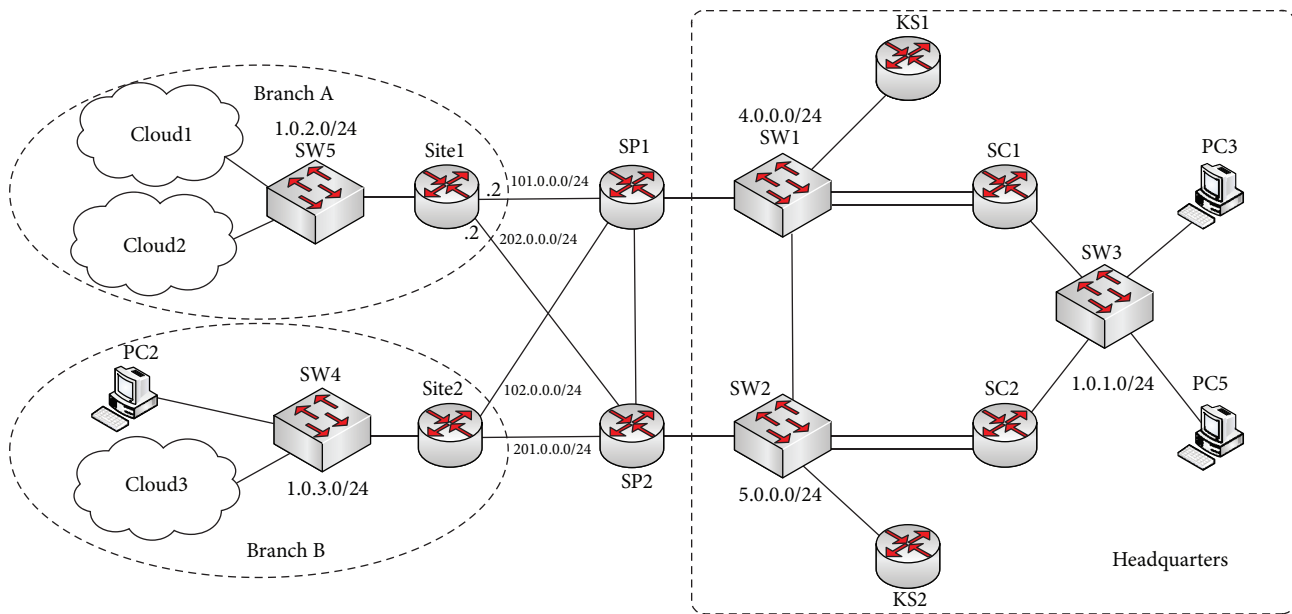 KS1
Branch A
Cloud1
1.0.2.0/24
SW5
Site1
SP1
4.0.0.0/24
SW1
SC1
PC3
.2
101.0.0.0/24
Cloud2
.2
202.0.0.0/24
SW3
PC2
SW4
Site2
102.0.0.0/24
SW2
SC2
1.0.1.0/24
PC5
201.0.0.0/24
Cloud3
1.0.3.0/24
SP2
5.0.0.0/24
Branch B
KS2
Headquarters